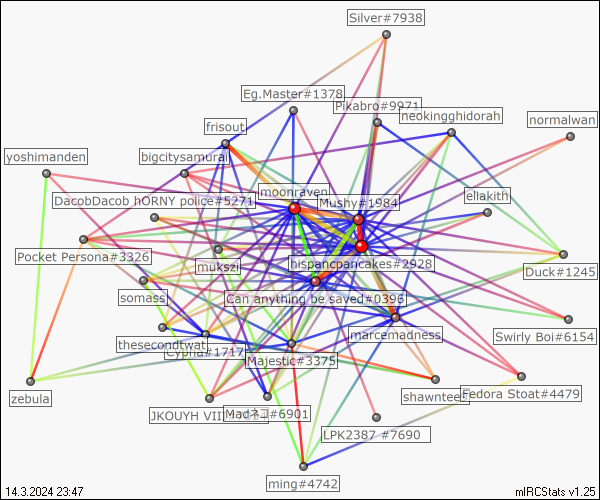 Silver#7938
Eg.Master#1378
Pikabro#9971
neokingghidorah
normalwan
frisout
yoshimanden
bigcitysamurai
moonraven
ellakith
DacobDacob hORNY police#5271
Mushy#1984
Pocket Persona#3326
mukszi
hispancpancakes#2928
Duck#1245
somass
Can anything be saved#0396
marcemadness
Swirly Boi#6154
thesecondtwat
Cypha#1717
Majestic#3375
zebula
shawntee
Fedora Stoat#4479
JKOUYH VII
Madネコ#6901
LPK2387 #7690
ming#4742
14.3.2024 23:47
mIRCStats v1.25